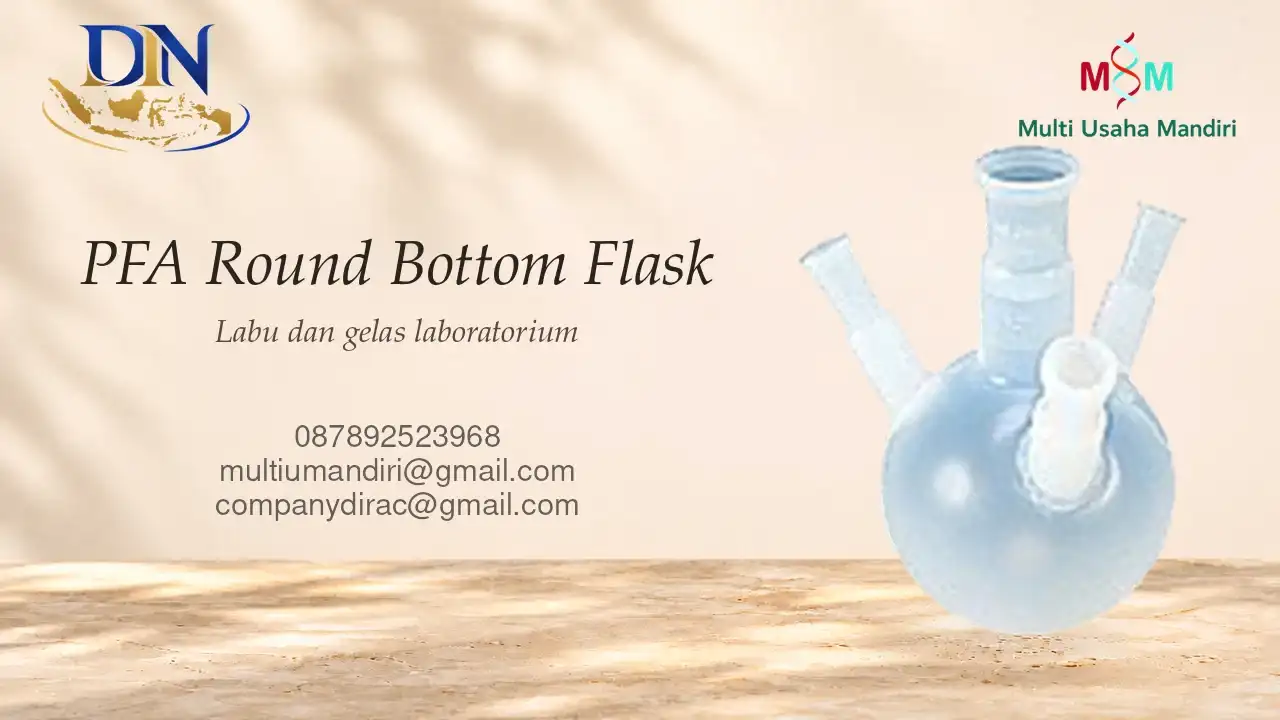 DIN
MSM
Multi Usaha Mandiri
PFA Round Bottom Flask
Labu dan gelas laboratorium
087892523968
multiumandiri@gmail.com
companydirac@gmail.com